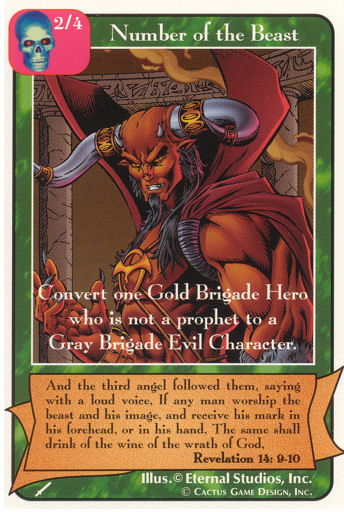 2/4
Number of the Beast
Convert one Gold Brigade Hero
who is not a prophet to a
Gray Brigade Evil Character.
And the third angel followed them, saying
with a loud voice, If any man worship the
beast and his image, and receive his mark in
his forehead, or in his hand, The same shall
drink of the wine of the wrath of God,
Revelation 14: 9-10
Illus.© Eternal Studios, Inc.
© Cactus Game Design, Inc.